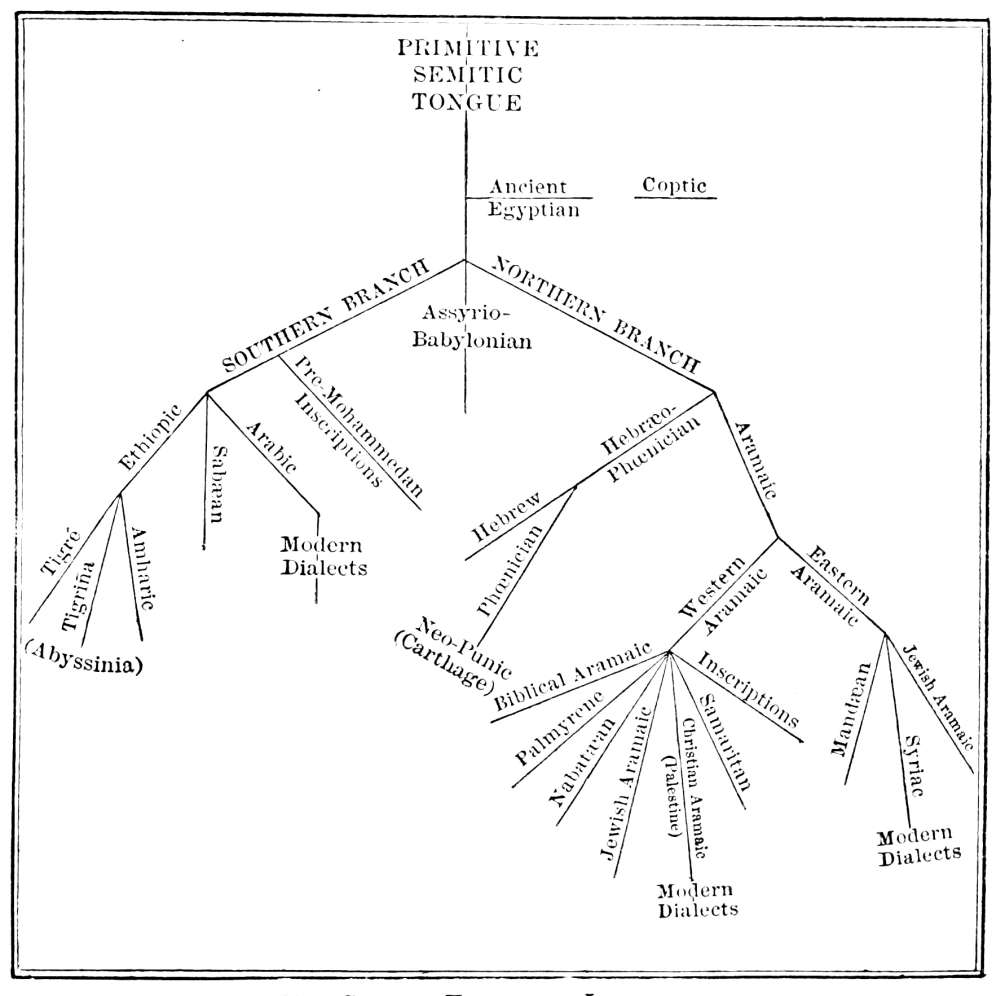 PRIMITIVE
SEMITIC
TONGUE
Ancient
Egyptian
Coptic
SOUTHERN BRANCH
NORTHERN BRANCH
Assyrio-
Babylonian
Pre-Mohammedan
Inscriptions
Ethiopic
Sabæan
Arabic
Modern
Dialects
Tigré
Tigriña
Amharic
(Abyssinia)
Hebræo-
Phœnician
Aramaic
Hebrew
Phœnician
Neo-Punic
(Carthage)
Western
Aramaic
Eastern
Aramaic
Biblical Aramaic
Palmyrene
Nabatæan
Jewish Aramaic
Christian Aramaic
(Palestine)
Modern
Dialects
Samaritan
Inscriptions
Mandæan
Syriac
Modern
Dialects
Jewish Aramaic